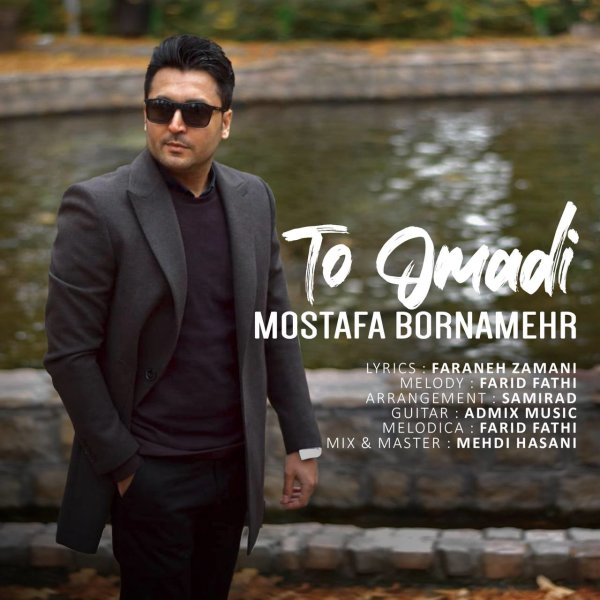 To Omadi
MOSTAFA BORNAMEHR
LYRICS : FARANEH ZAMANI
MELODY : FARID FATHI
ARRANGEMENT : SAMIRAD
GUITAR : ADMIX MUSIC
MELODICA : FARID FATHI
MIX & MASTER : MEHDI HASANI